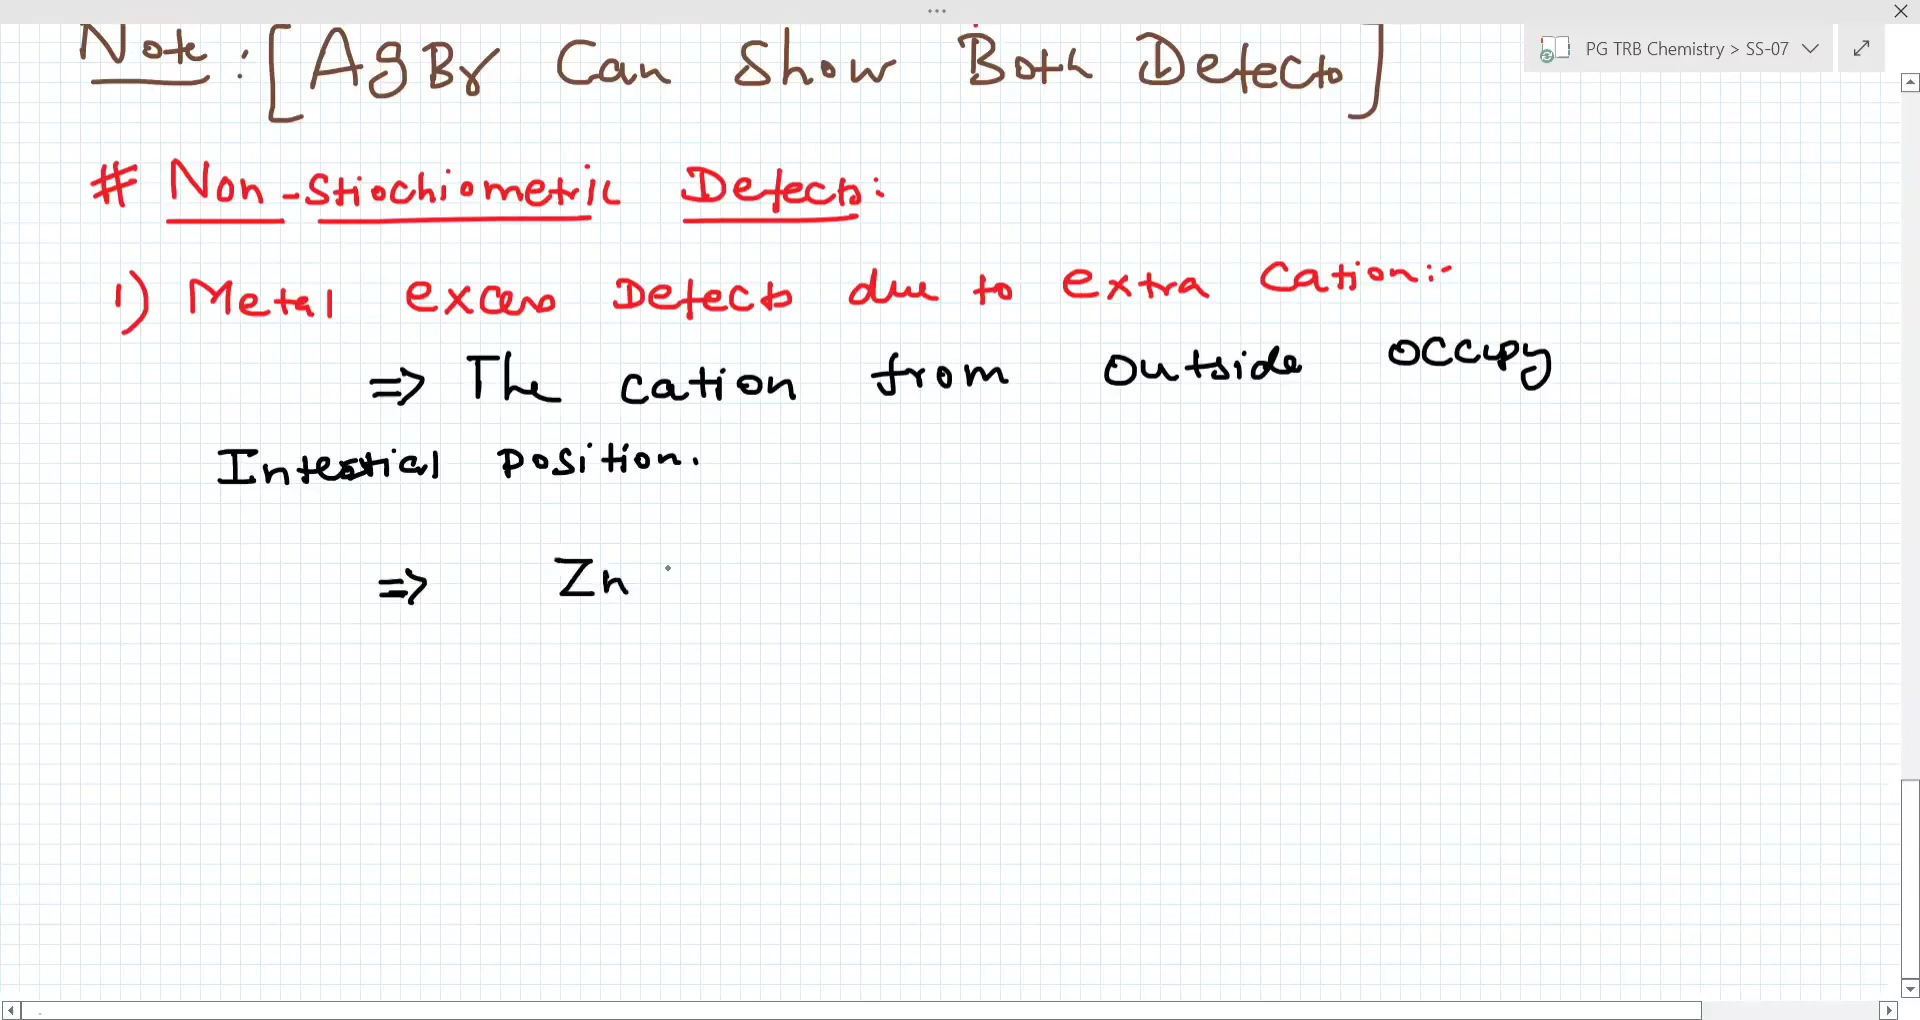 Note : [AgBr Can Show Both Defects]
PG TRB Chemistry > SS-07
# Non-Stiochiometric Defects:
1) Metal excess Defects due to extra Cation:-
=> The cation from outside occupy
Intestial position.
=> Zn